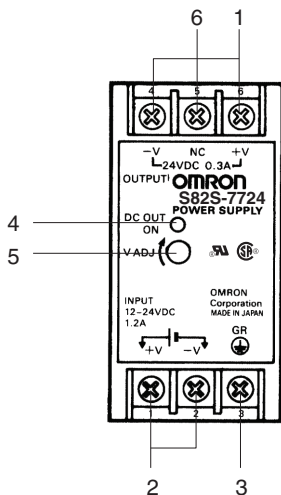 6 1
4 5 6
-V NC +V
24VDC 0.3A
OUTPUT
OMRON
S82S-7724
POWER SUPPLY
4 DC OUT
ON
5 V ADJ
INPUT
12-24VDC
1.2A
OMRON
Corporation
MADE IN JAPAN
GR
+V -V
1 2 3
2 3